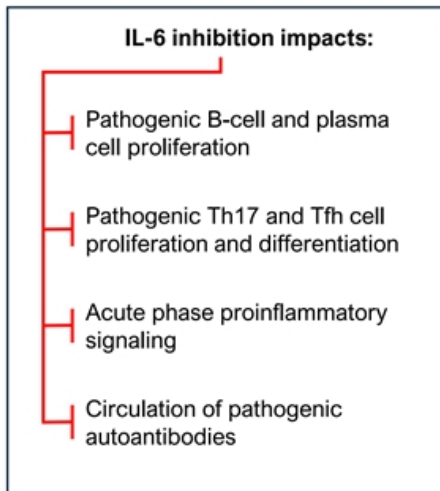 IL-6 inhibition impacts:
Pathogenic B-cell and plasma
cell proliferation
Pathogenic Th17 and Tfh cell
proliferation and differentiation
Acute phase proinflammatory
signaling
Circulation of pathogenic
autoantibodies